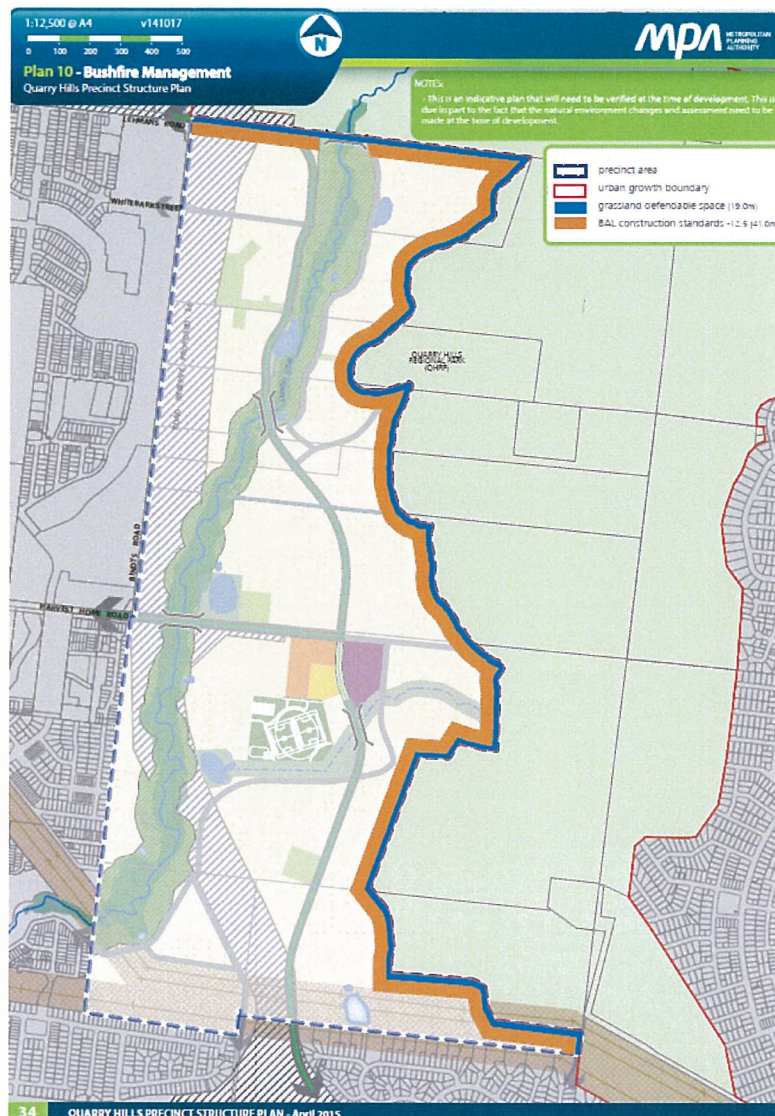 1:12,500 @ A4
v141017
0 100 200 300 400 500
N
mpa METROPOLITAN
PLANNING
AUTHORITY
Plan 10 - Bushfire Management
Quarry Hills Precinct Structure Plan
NOTES:
- This is an indicative plan that will need to be verified at the time of development. This is
due in part to the fact that the natural environment changes and assessment need to be
made at the time of development.
precinct area
urban growth boundary
grassland defendable space (19.0m)
BAL construction standards -12.5 (41.0m
LEHMANS ROAD
WHITEBARK STREET
QUARRY HILLS
REGIONAL PARK
(QHRP)
BINDTS ROAD
HARVEST HOME ROAD
34 QUARRY HILLS PRECINCT STRUCTURE PLAN - April 2015